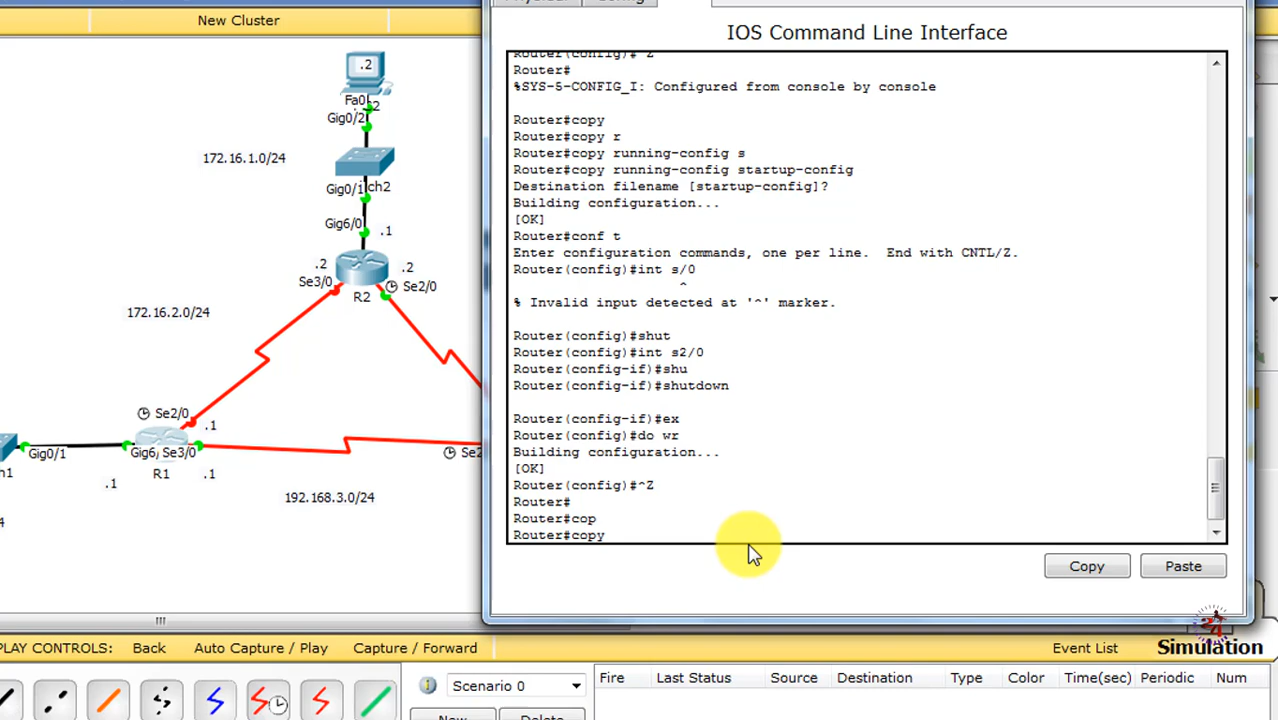 New Cluster
.2
Fa0
Gig0/2
172.16.1.0/24
Gig0/1
Gig6/0
.1
.2
.2
Se3/0
Se2/0
R2
172.16.2.0/24
Se2/0
.1
Gig0/1
Gig6
Se3/0
R1
.1
.1
192.168.3.0/24
IOS Command Line Interface
Router#
%SYS-5-CONFIG_I: Configured from console by console
Router#copy
Router#copy r
Router#copy running-config s
Router#copy running-config startup-config
Destination filename [startup-config]?
Building configuration...
[OK]
Router#conf t
Enter configuration commands, one per line.  End with CNTL/Z.
Router(config)#int s/0
^
% Invalid input detected at '^' marker.
Router(config)#shut
Router(config)#int s2/0
Router(config-if)#shu
Router(config-if)#shutdown
Router(config-if)#ex
Router(config)#do wr
Building configuration...
[OK]
Router(config)#^Z
Router#
Router#cop
Router#copy
Copy Paste
PLAY CONTROLS: Back Auto Capture / Play Capture / Forward Event List Simulation
Scenario 0
Fire Last Status Source Destination Type Color Time(sec) Periodic Num
New Delete